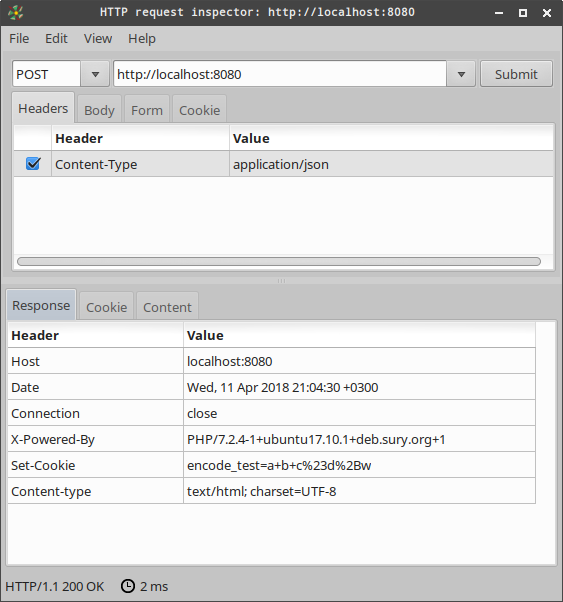 HTTP request inspector: http://localhost:8080
File Edit View Help
POST http://localhost:8080 Submit
Headers Body Form Cookie
Header Value
Content-Type application/json
Response Cookie Content
Header Value
Host localhost:8080
Date Wed, 11 Apr 2018 21:04:30 +0300
Connection close
X-Powered-By PHP/7.2.4-1+ubuntu17.10.1+deb.sury.org+1
Set-Cookie encode_test=a+b+c%23d%2Bw
Content-type text/html; charset=UTF-8
HTTP/1.1 200 OK 2 ms